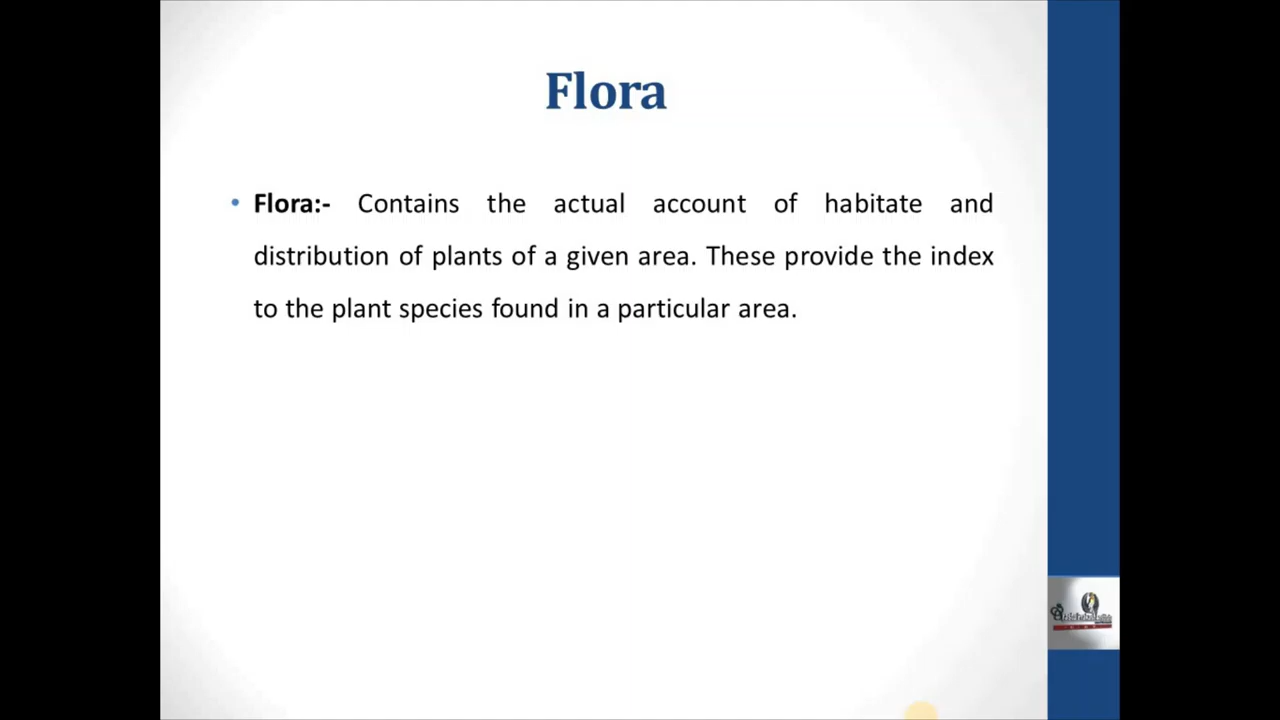 Flora
• Flora:- Contains the actual account of habitate and
distribution of plants of a given area. These provide the index
to the plant species found in a particular area.